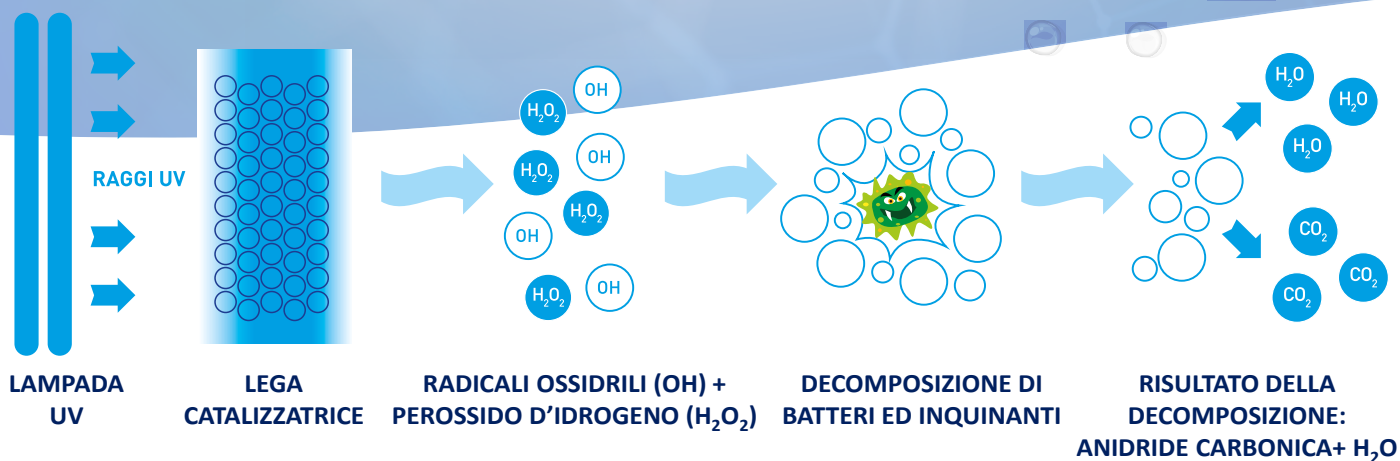 RAGGI UV
H₂O₂
OH
H₂O₂
OH
H₂O₂
OH
H₂O₂
OH
H₂O
H₂O
H₂O
CO₂
CO₂
CO₂
LAMPADA
UV
LEGA
CATALIZZATRICE
RADICALI OSSIDRILI (OH) +
PEROSSIDO D’IDROGENO (H₂O₂)
DECOMPOSIZIONE DI
BATTERI ED INQUINANTI
RISULTATO DELLA
DECOMPOSIZIONE:
ANIDRIDE CARBONICA+ H₂O